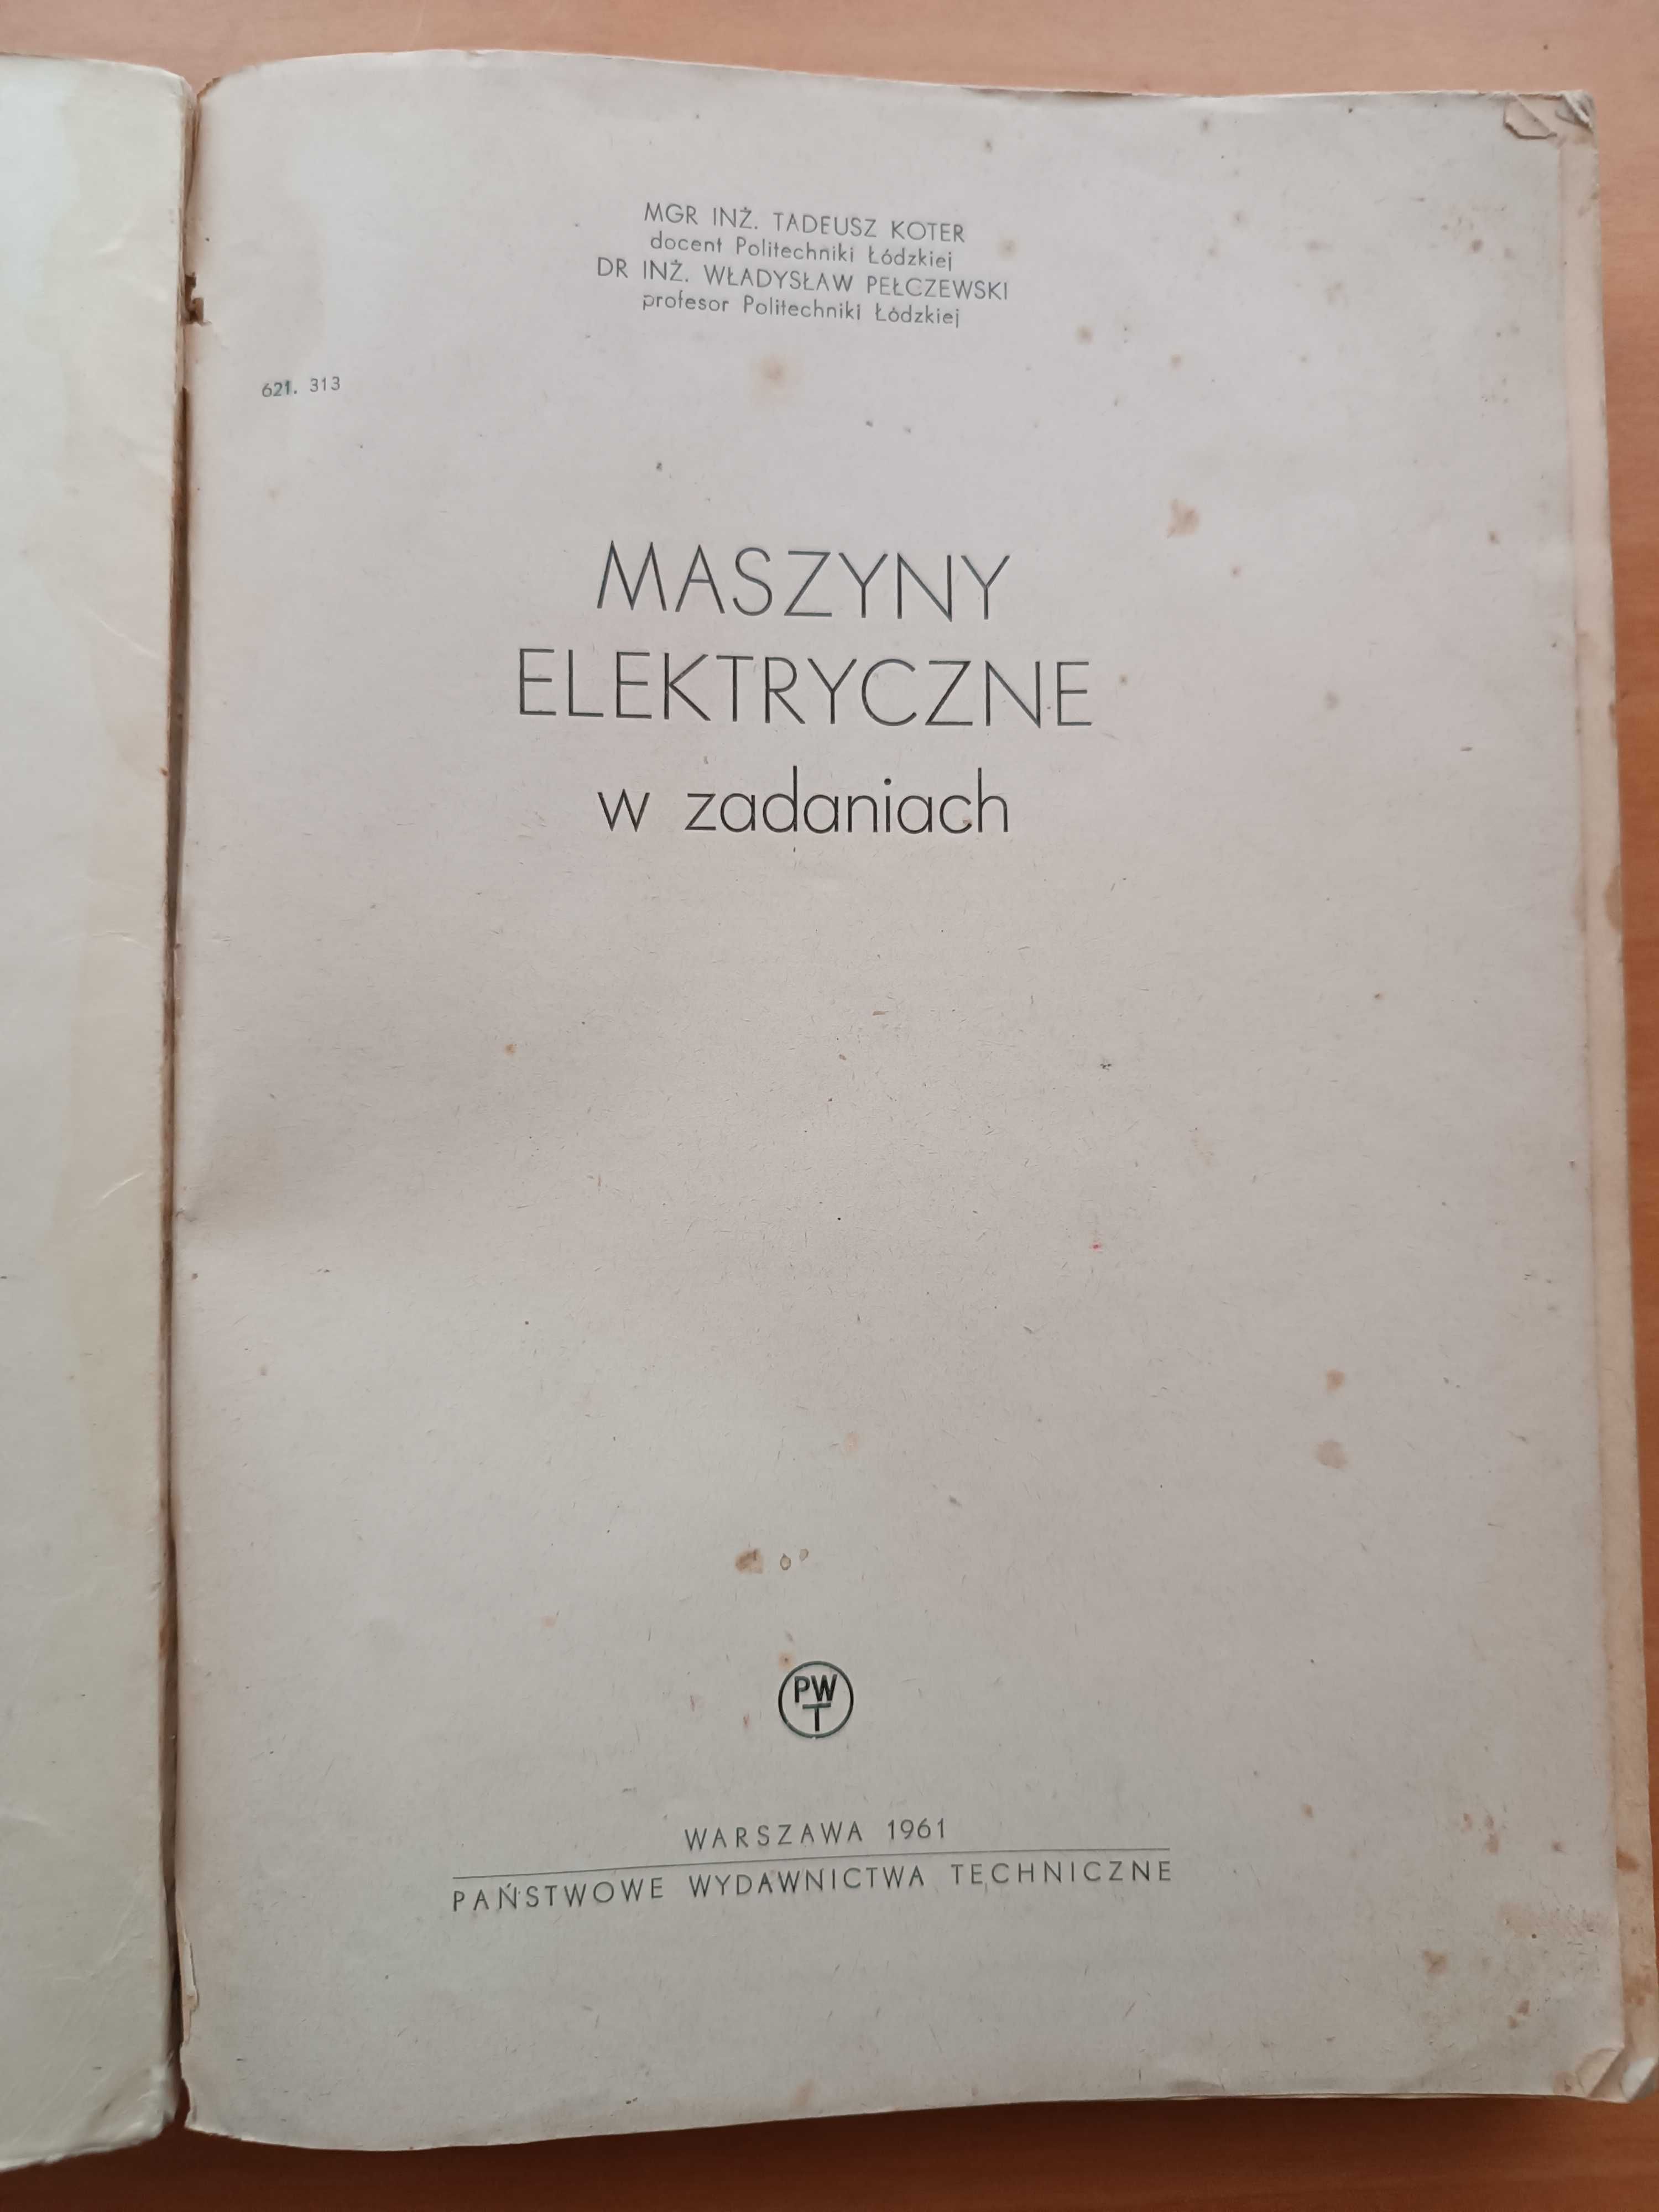 MGR INŻ. TADEUSZ KOTER
docent Politechniki Łódzkiej
DR INŻ. WŁADYSŁAW PEŁCZEWSKI
profesor Politechniki Łódzkiej
621. 313
MASZYNY
ELEKTRYCZNE
w zadaniach
PW
T
WARSZAWA 1961
PAŃSTWOWE WYDAWNICTWA TECHNICZNE